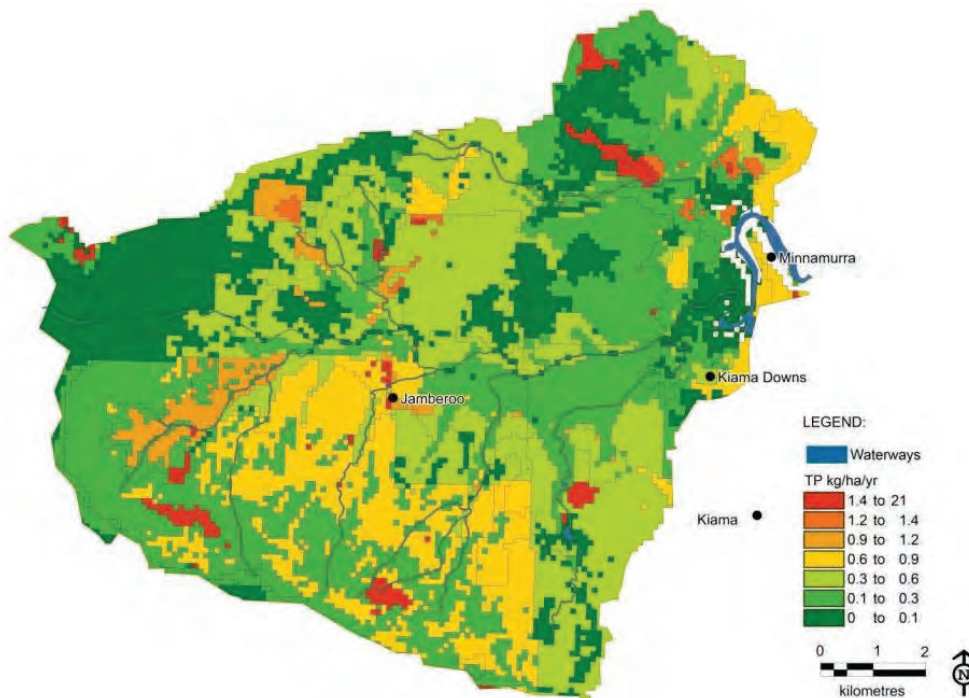 Minnamurra
Kiama Downs
Jamberoo
Kiama
LEGEND:
Waterways
TP kg/ha/yr
1.4 to 21
1.2 to 1.4
0.9 to 1.2
0.6 to 0.9
0.3 to 0.6
0.1 to 0.3
0 to 0.1
0 1 2
kilometres
N